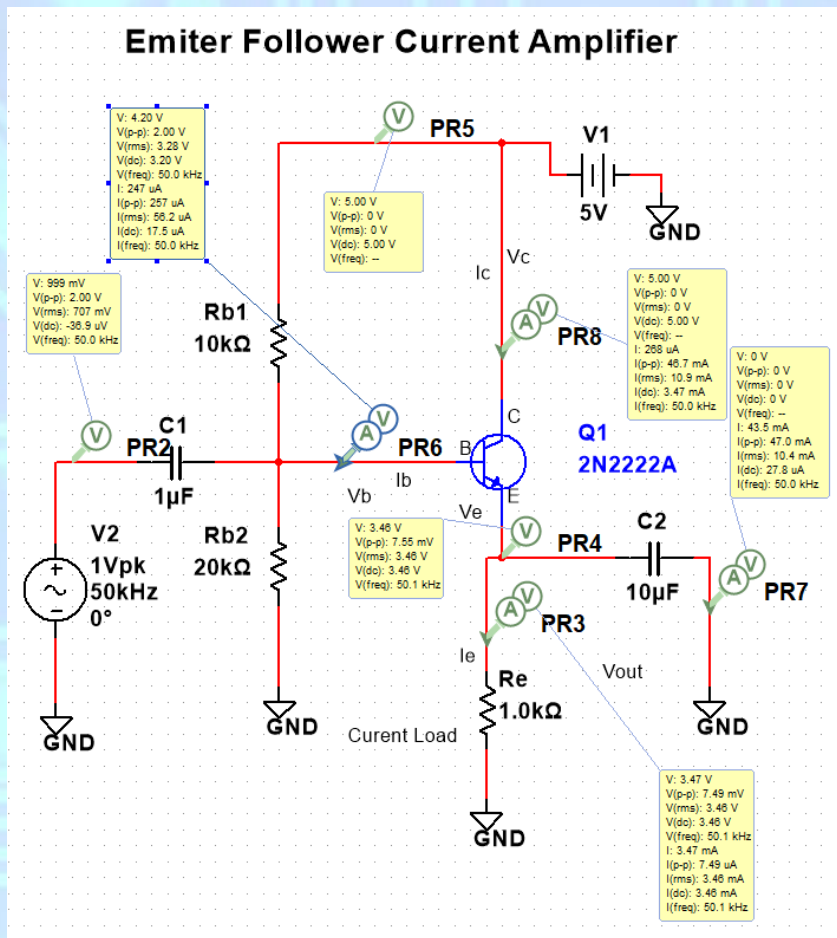 Emiter Follower Current Amplifier
V: 4.20 V
V(p-p): 2.00 V
V(rms): 3.28 V
V(dc): 3.20 V
V(freq): 50.0 kHz
I: 247 uA
I(p-p): 257 uA
I(rms): 56.2 uA
I(dc): 17.5 uA
I(freq): 50.0 kHz
V
PR5
V1
5V
GND
V: 5.00 V
V(p-p): 0 V
V(rms): 0 V
V(dc): 5.00 V
V(freq): --
Ic
Vc
V: 999 mV
V(p-p): 2.00 V
V(rms): 707 mV
V(dc): -36.9 uV
V(freq): 50.0 kHz
Rb1
10kΩ
A
V
PR8
V: 5.00 V
V(p-p): 0 V
V(rms): 0 V
V(dc): 5.00 V
V(freq): --
I: 268 uA
I(p-p): 46.7 mA
I(rms): 10.9 mA
I(dc): 3.47 mA
I(freq): 50.0 kHz
V: 0 V
V(p-p): 0 V
V(rms): 0 V
V(dc): 0 V
V(freq): --
I: 43.5 mA
I(p-p): 47.0 mA
I(rms): 10.4 mA
I(dc): 27.8 uA
I(freq): 50.0 kHz
V
PR2
C1
1µF
A
V
PR6
Ib
Vb
B
C
E
Q1
2N2222A
Ve
V2
1Vpk
50kHz
0°
Rb2
20kΩ
V: 3.46 V
V(p-p): 7.55 mV
V(rms): 3.46 V
V(dc): 3.46 V
V(freq): 50.1 kHz
V
PR4
C2
10µF
A
V
PR7
A
V
PR3
Ie
Vout
Re
1.0kΩ
Curent Load
GND
GND
GND
GND
V: 3.47 V
V(p-p): 7.49 mV
V(rms): 3.46 V
V(dc): 3.46 V
V(freq): 50.1 kHz
I: 3.47 mA
I(p-p): 7.49 uA
I(rms): 3.46 mA
I(dc): 3.46 mA
I(freq): 50.1 kHz